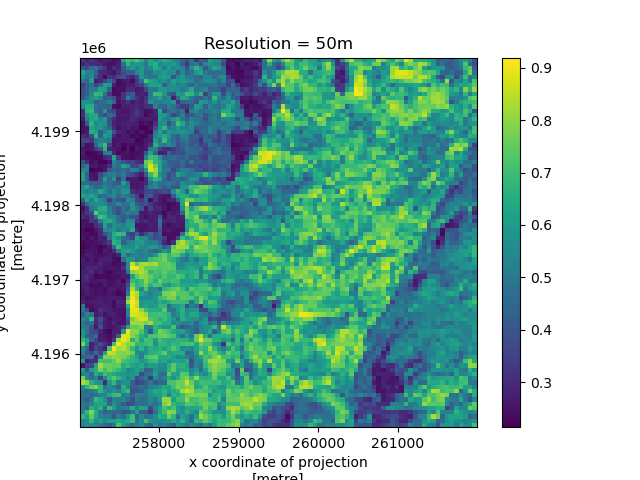 Resolution = 50m
1e6
4.199
4.198
4.197
4.196
y coordinate of projection
[metre]
258000 259000 260000 261000
x coordinate of projection
[metre]
0.9
0.8
0.7
0.6
0.5
0.4
0.3